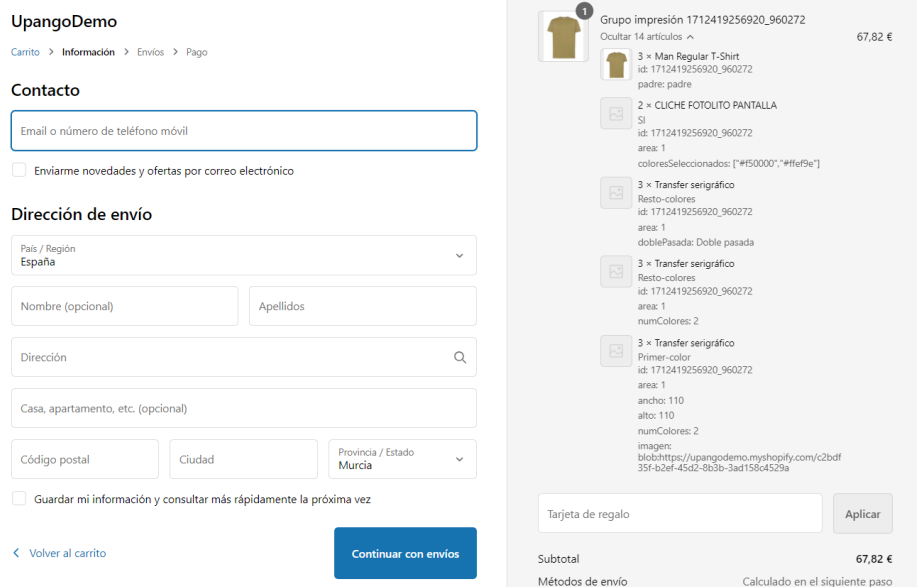 UpangoDemo
Carrito > Información > Envíos > Pago
Contacto
Email o número de teléfono móvil
Enviarme novedades y ofertas por correo electrónico
Dirección de envío
País / Región
España
Nombre (opcional)
Apellidos
Dirección
Casa, apartamento, etc. (opcional)
Código postal
Ciudad
Provincia / Estado
Murcia
Guardar mi información y consultar más rápidamente la próxima vez
Volver al carrito
Continuar con envíos
1
Grupo impresión 1712419256920_960272
Ocultar 14 artículos
67,82 €
3 × Man Regular T-Shirt
id: 1712419256920_960272
padre: padre
2 × CLICHE FOTOLITO PANTALLA
SI
id: 1712419256920_960272
area: 1
coloresSeleccionados: ["#f50000","#ffef9e"]
3 × Transfer serigráfico
Resto-colores
id: 1712419256920_960272
area: 1
doblePasada: Doble pasada
3 × Transfer serigráfico
Resto-colores
id: 1712419256920_960272
area: 1
numColores: 2
3 × Transfer serigráfico
Primer-color
id: 1712419256920_960272
area: 1
ancho: 110
alto: 110
numColores: 2
imagen:
blob:https://upangodemo.myshopify.com/c2bdf
35f-b2ef-45d2-8b3b-3ad158c4529a
Tarjeta de regalo
Aplicar
Subtotal
67,82 €
Métodos de envío
Calculado en el siguiente paso